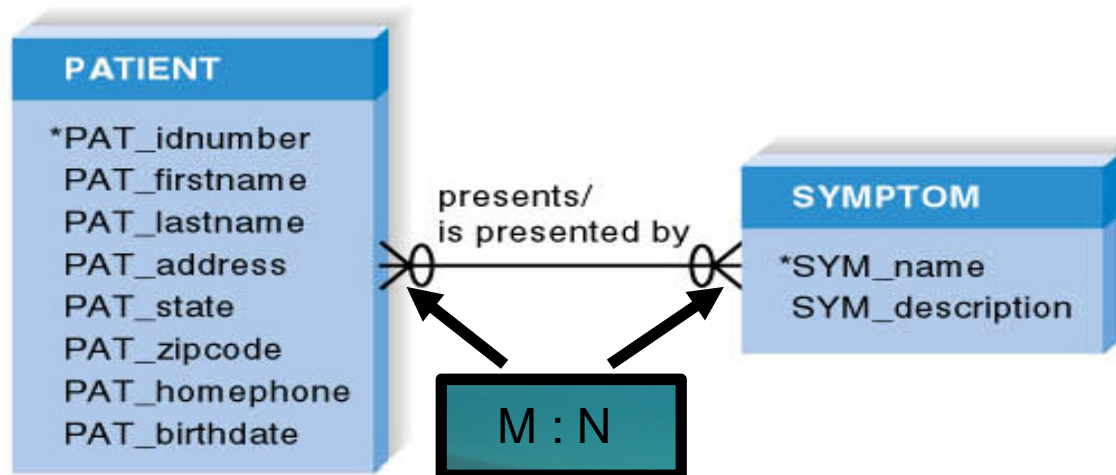 PATIENT
*PAT_idnumber
PAT_firstname
PAT_lastname
PAT_address
PAT_state
PAT_zipcode
PAT_homephone
PAT_birthdate
presents/
is presented by
SYMPTOM
*SYM_name
SYM_description
M : N